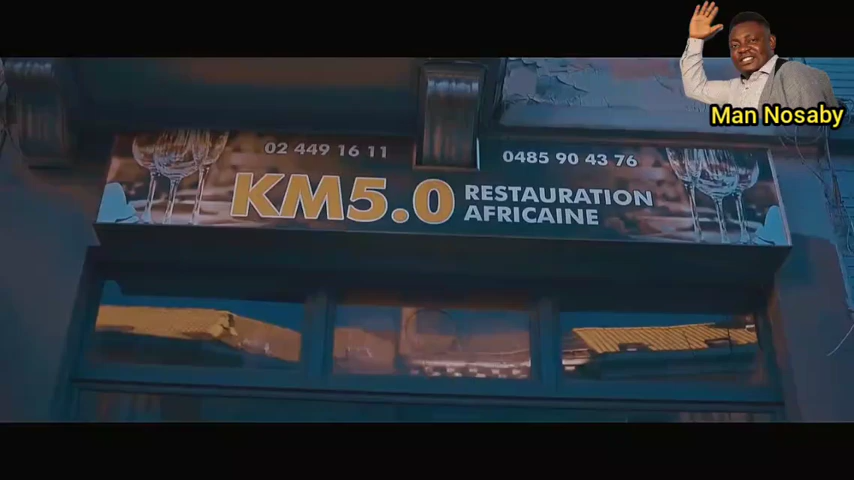 Man Nosaby
02 449 16 11
0485 90 43 76
KM5.0
RESTAURATION
AFRICAINE